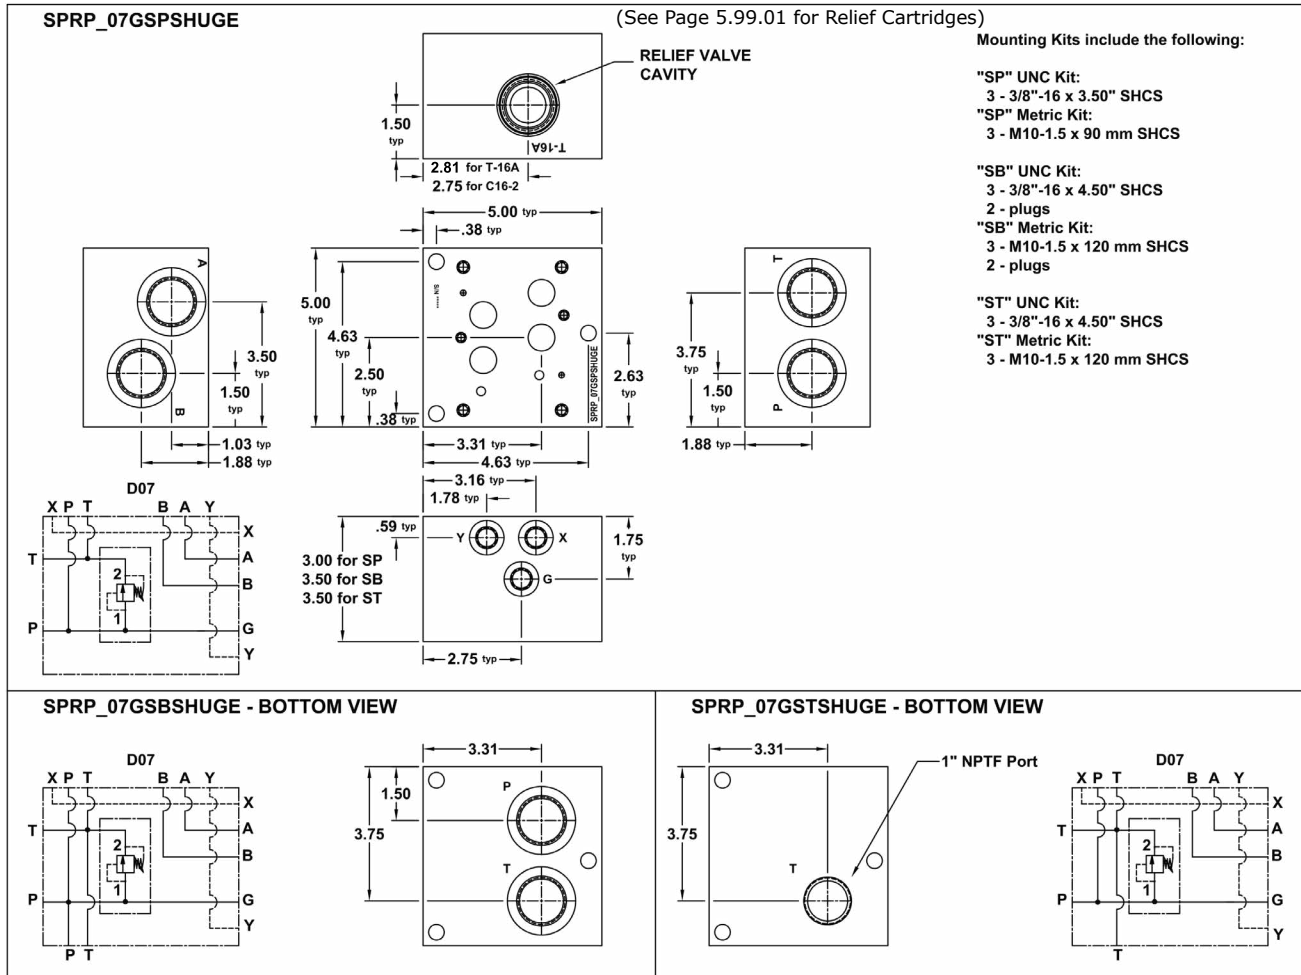 SPRP_07GSPSHUGE
(See Page 5.99.01 for Relief Cartridges)
Mounting Kits include the following:
"SP" UNC Kit:
3 - 3/8"-16 x 3.50" SHCS
"SP" Metric Kit:
3 - M10-1.5 x 90 mm SHCS
"SB" UNC Kit:
3 - 3/8"-16 x 4.50" SHCS
2 - plugs
"SB" Metric Kit:
3 - M10-1.5 x 120 mm SHCS
2 - plugs
"ST" UNC Kit:
3 - 3/8"-16 x 4.50" SHCS
"ST" Metric Kit:
3 - M10-1.5 x 120 mm SHCS
RELIEF VALVE
CAVITY
1.50
typ
T-16A
2.81 for T-16A
2.75 for C16-2
5.00 typ
.38 typ
A
B
3.50
typ
1.50
typ
1.03 typ
1.88 typ
5.00
typ
4.63
typ
2.50
typ
.38 typ
S/N
SPRP_07GSPSHUGE
2.63
typ
3.31 typ
4.63 typ
3.16 typ
1.78 typ
T
P
3.75
typ
1.50
typ
1.88 typ
D07
X P T B A Y
X
T A
2
B
1
P G
Y
.59 typ
Y X
G
1.75
typ
3.00 for SP
3.50 for SB
3.50 for ST
2.75 typ
SPRP_07GSBSHUGE - BOTTOM VIEW
D07
X P T B A Y
X
T A
2
B
1
P G
Y
P T
3.31
1.50
3.75
P
T
SPRP_07GSTSHUGE - BOTTOM VIEW
3.31
3.75
T
1" NPTF Port
D07
X P T B A Y
X
T A
2
B
1
P G
Y
T